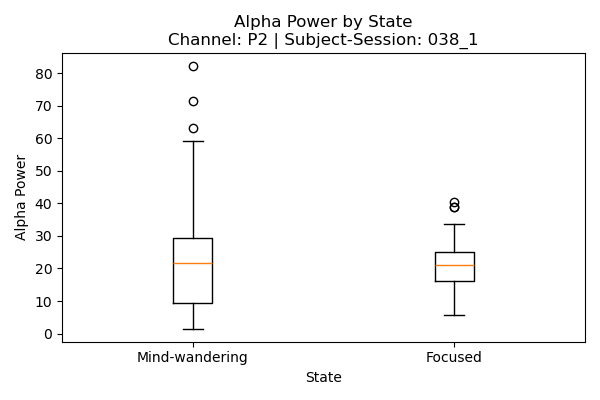 Alpha Power by State
Channel: P2 | Subject-Session: 038_1
Alpha Power
80
70
60
50
40
30
20
10
0
Mind-wandering
Focused
State